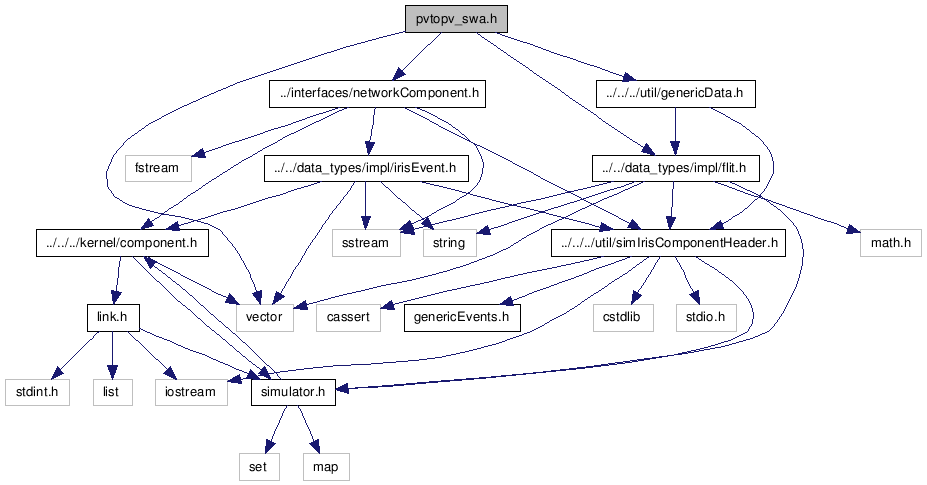 pvtopv_swa.h
../interfaces/networkComponent.h
../../../util/genericData.h
fstream
../../data_types/impl/irisEvent.h
../../data_types/impl/flit.h
../../../kernel/component.h
sstream
string
../../../util/simIrisComponentHeader.h
math.h
link.h
vector
cassert
genericEvents.h
cstdlib
stdio.h
stdint.h
list
iostream
simulator.h
set
map